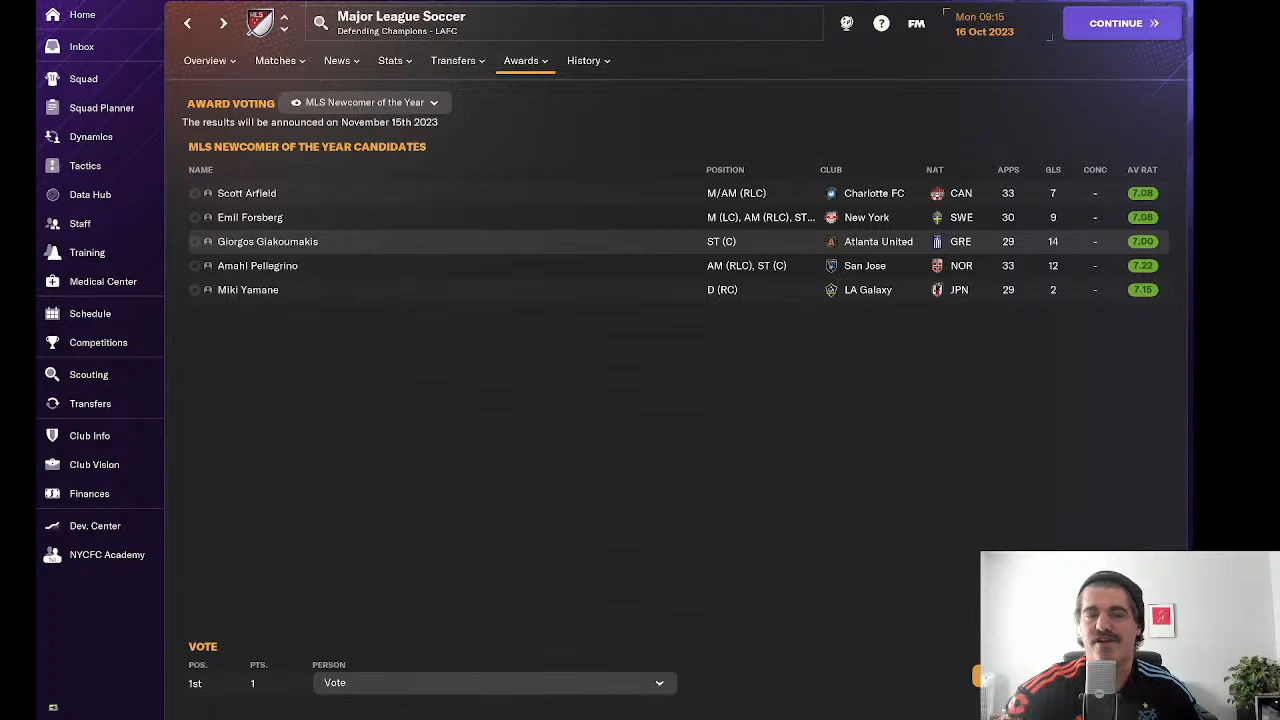 Home
Inbox
Squad
Squad Planner
Dynamics
Tactics
Data Hub
Staff
Training
Medical Centre
Schedule
Competitions
Scouting
Transfers
Club Info
Club Vision
Finances
Dev. Center
NYCFC Academy
MLS
Major League Soccer
Defending Champions - LAFC
?
FM
Mon 09:15
16 Oct 2023
CONTINUE
Overview Matches News Stats Transfers Awards History
AWARD VOTING MLS Newcomer of the Year
The results will be announced on November 15th 2023
MLS NEWCOMER OF THE YEAR CANDIDATES
NAME POSITION CLUB NAT APPS GLS CONC AV RAT
Scott Arfield M/AM (RLC) Charlotte FC CAN 33 7 - 7.08
Emil Forsberg M (LC), AM (RLC), ST... New York SWE 30 9 - 7.08
Giorgos Giakoumakis ST (C) Atlanta United GRE 29 14 - 7.00
Amahl Pellegrino AM (RLC), ST (C) San Jose NOR 33 12 - 7.22
Miki Yamane D (RC) LA Galaxy JPN 29 2 - 7.15
VOTE
POS. PTS. PERSON
1st 1 Vote